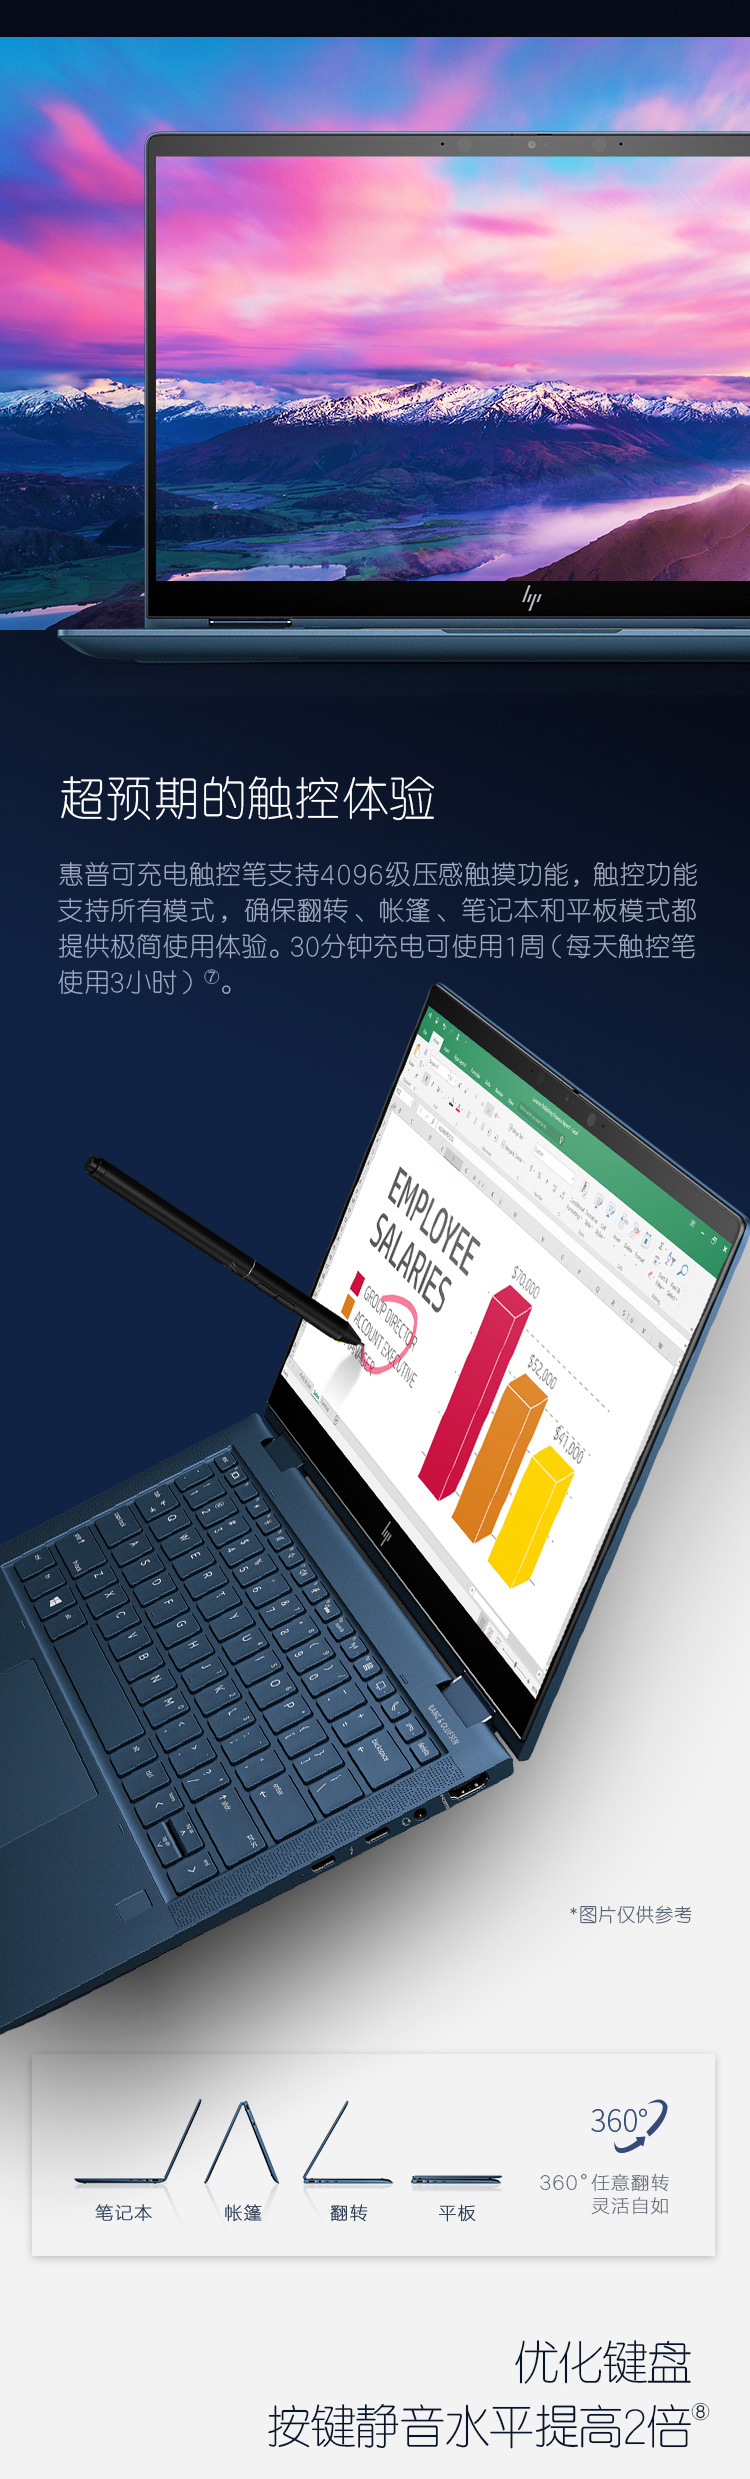 hp
超预期的触控体验
惠普可充电触控笔支持4096级压感触摸功能，触控功能
支持所有模式，确保翻转、帐篷、笔记本和平板模式都
提供极简使用体验。30分钟充电可使用1周（每天触控笔
使用3小时）⑦。
EMPLOYEE
SALARIES
GROUP DIRECTOR
ACCOUNT EXECUTIVE
$70,000
$52,000
$41,000
hp
BANG & OLUFSEN
*图片仅供参考
笔记本
帐篷
翻转
平板
360°
360°任意翻转
灵活自如
优化键盘
按键静音水平提高2倍⑧